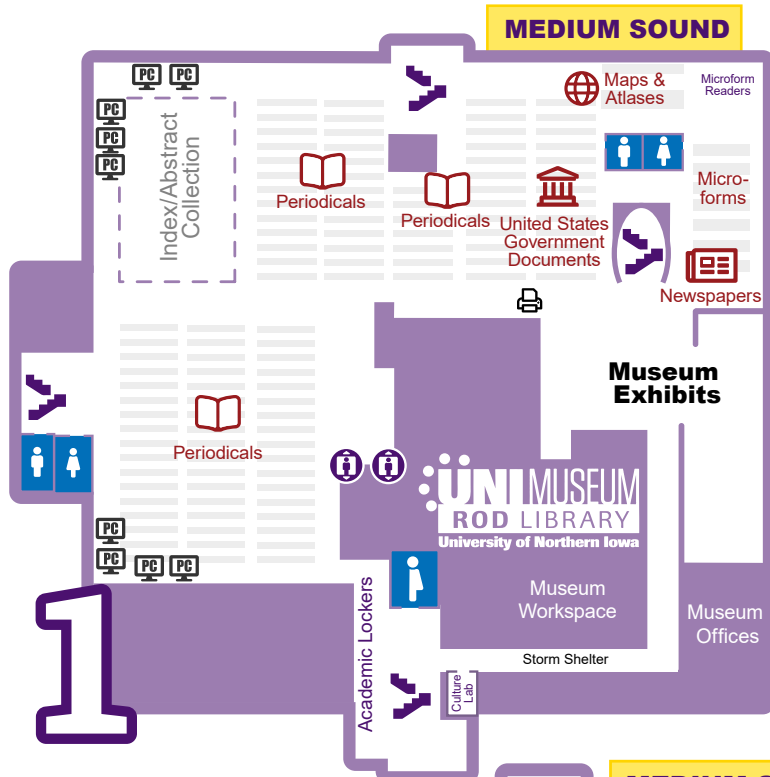 MEDIUM SOUND
PC
PC
PC
PC
PC
Index/Abstract
Collection
Periodicals
Periodicals
United States
Government
Documents
Maps &
Atlases
Microform
Readers
Micro-
forms
Newspapers
Museum
Exhibits
Periodicals
UNI MUSEUM
ROD LIBRARY
University of Northern Iowa
PC
PC
PC
PC
Academic Lockers
Museum
Workspace
Museum
Offices
Storm Shelter
Culture
Lab
1